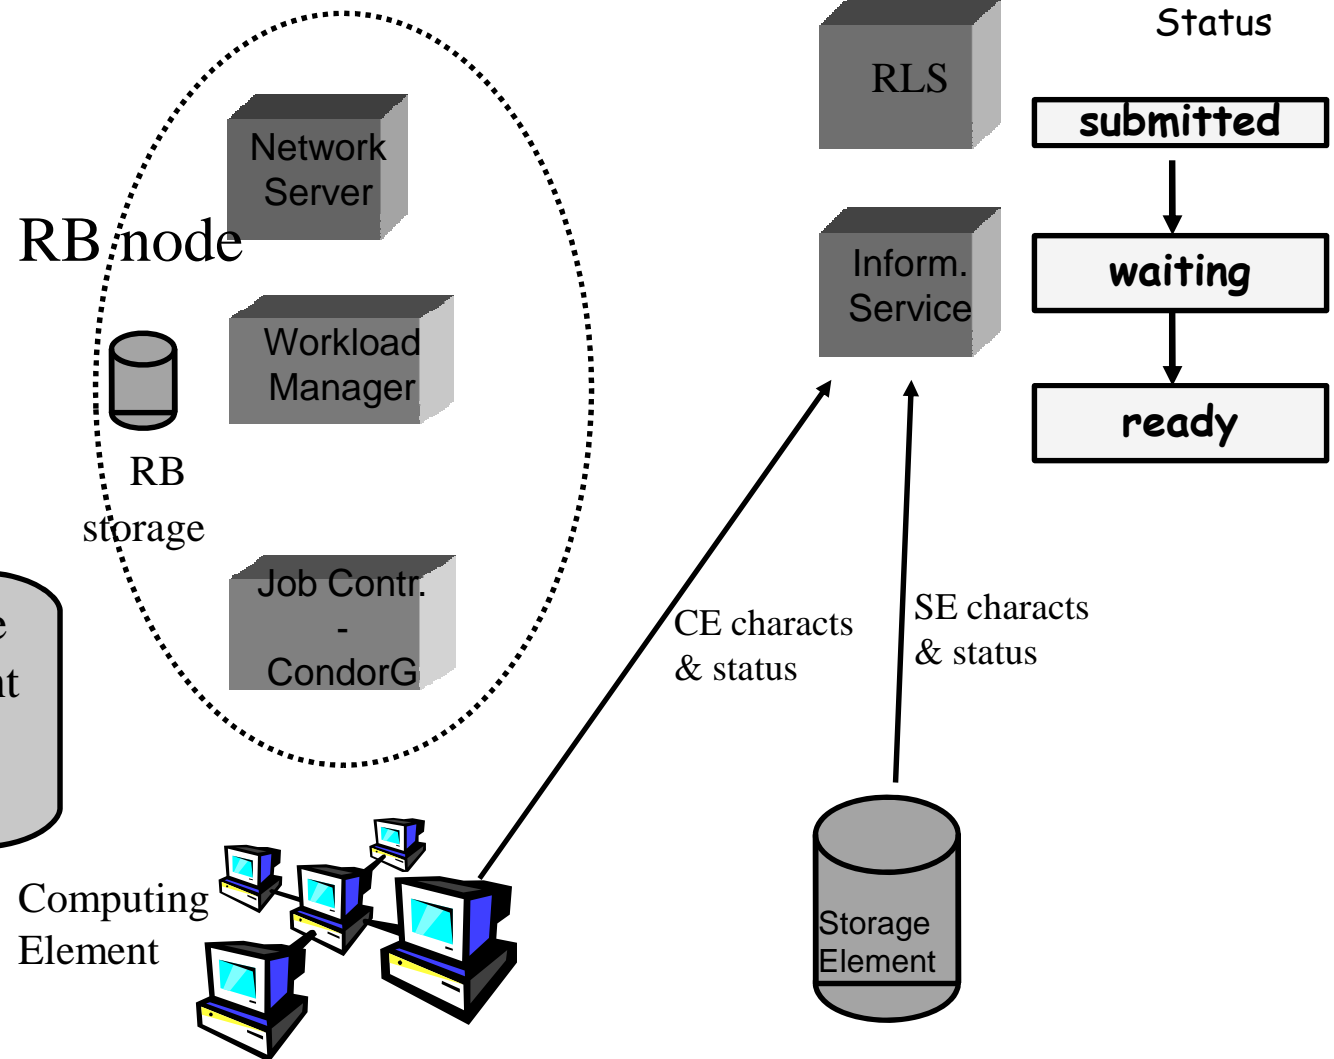 Status
RLS
submitted
Network
Server
RB node
Inform.
Service
waiting
Workload
Manager
ready
RB
storage
Job Contr.
-
CondorG
CE characts
& status
SE characts
& status
Computing
Element
Storage
Element